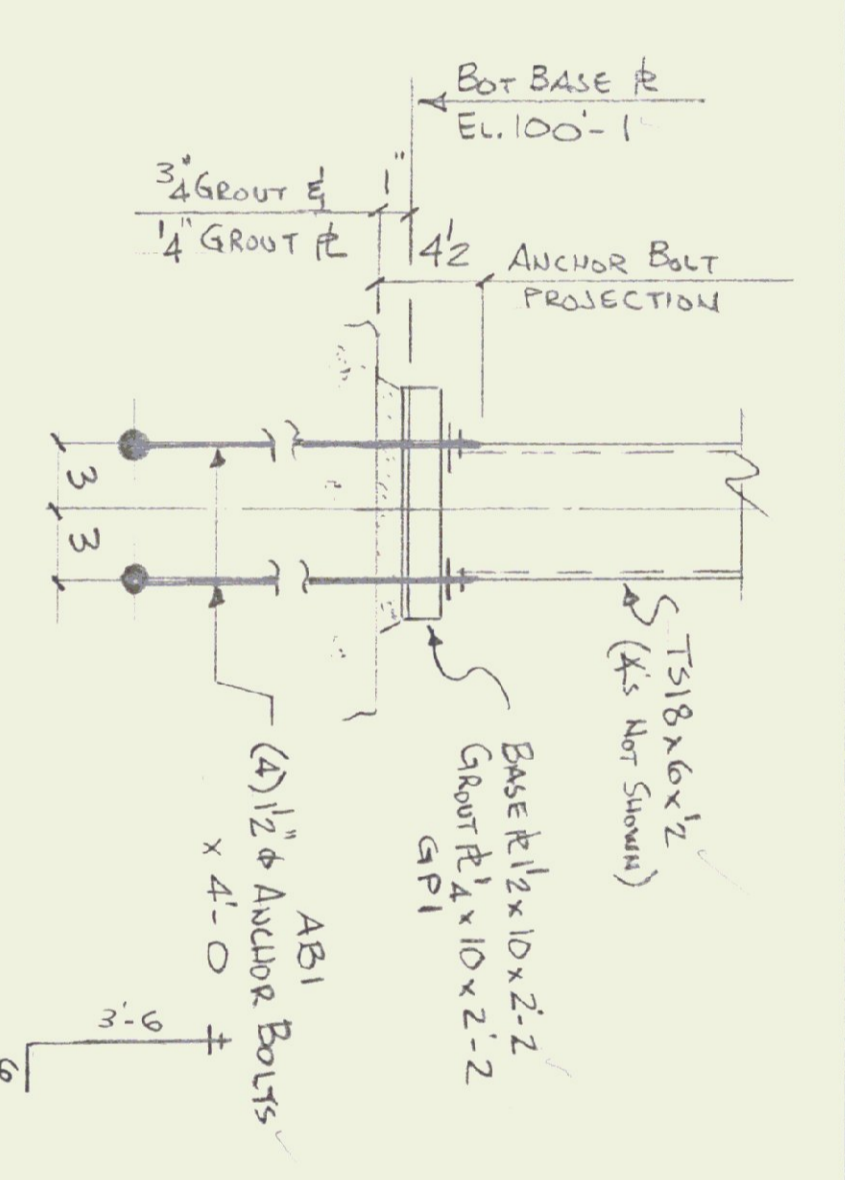 BOT BASE ⅊
EL. 100'-1
3/4" GROUT &
1/4" GROUT ⅊
1"
4 1/2
ANCHOR BOLT
PROJECTION
3
3
TS18x6x1/2
(X's NOT SHOWN)
BASE ⅊ 1 1/2 x 10 x 2'-2
GROUT ⅊ 1/4 x 10 x 2'-2
GP1
AB1
(4) 1 1/2" φ ANCHOR BOLTS
x 4'-0
3'-6
6